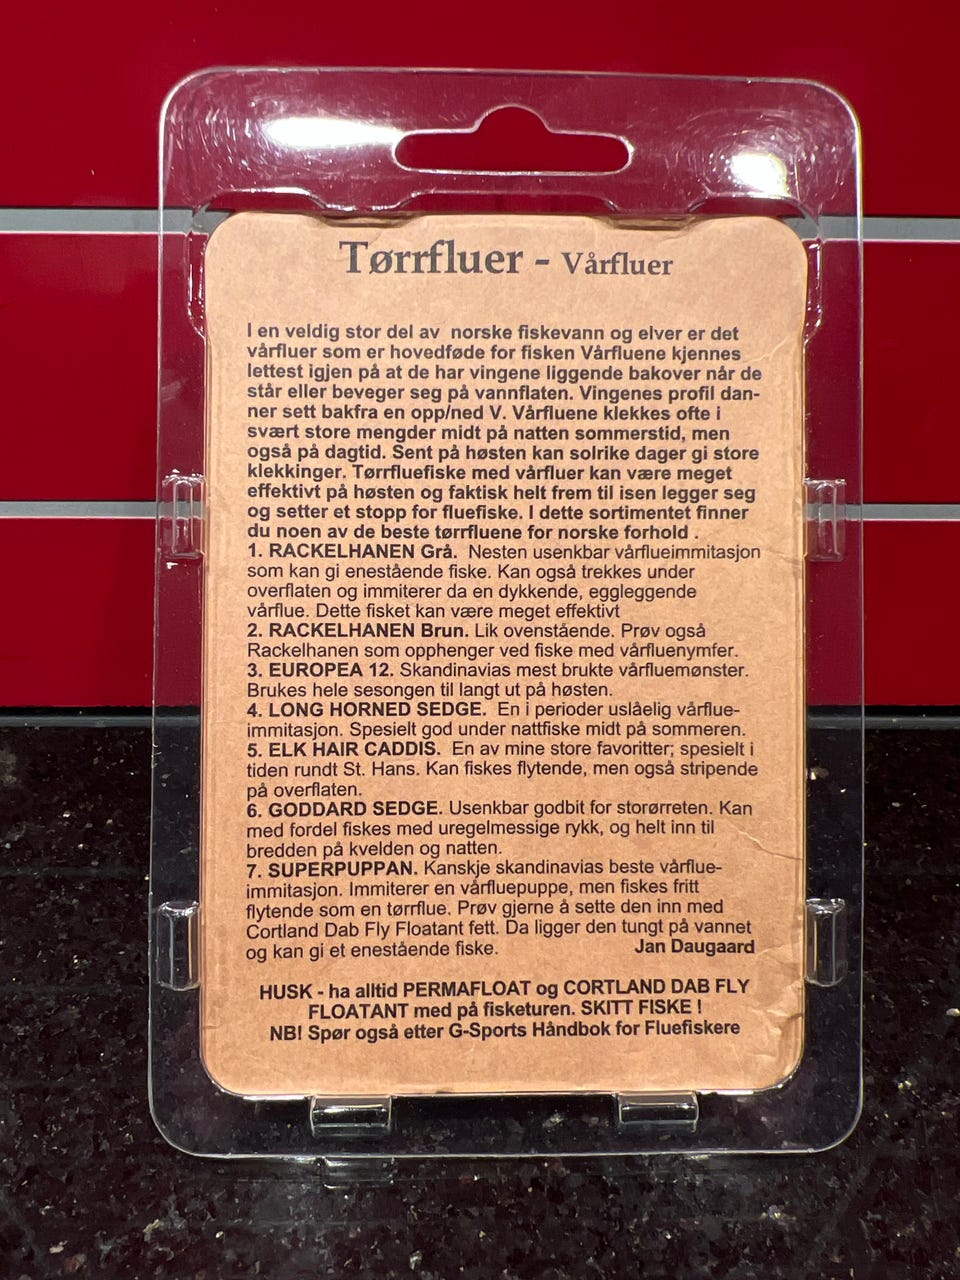 Tørrfluer - Vårfluer
I en veldig stor del av norske fiskevann og elver er det
vårfluer som er hovedføde for fisken Vårfluene kjennes
lettest igjen på at de har vingene liggende bakover når de
står eller beveger seg på vannflaten. Vingenes profil dan-
ner sett bakfra en opp/ned V. Vårfluene klekkes ofte i
svært store mengder midt på natten sommerstid, men
også på dagtid. Sent på høsten kan solrike dager gi store
klekkinger. Tørrfluefiske med vårfluer kan være meget
effektivt på høsten og faktisk helt frem til isen legger seg
og setter et stopp for fluefiske. I dette sortimentet finner
du noen av de beste tørrfluene for norske forhold .
1. RACKELHANEN Grå. Nesten usenkbar vårflueimmitasjon
som kan gi enestående fiske. Kan også trekkes under
overflaten og immiterer da en dykkende, eggleggende
vårflue. Dette fisket kan være meget effektivt
2. RACKELHANEN Brun. Lik ovenstående. Prøv også
Rackelhanen som opphenger ved fiske med vårfluenymfer.
3. EUROPEA 12. Skandinavias mest brukte vårfluemønster.
Brukes hele sesongen til langt ut på høsten.
4. LONG HORNED SEDGE. En i perioder uslåelig vårflue-
immitasjon. Spesielt god under nattfiske midt på sommeren.
5. ELK HAIR CADDIS. En av mine store favoritter; spesielt i
tiden rundt St. Hans. Kan fiskes flytende, men også stripende
på overflaten.
6. GODDARD SEDGE. Usenkbar godbit for storørreten. Kan
med fordel fiskes med uregelmessige rykk, og helt inn til
bredden på kvelden og natten.
7. SUPERPUPPAN. Kanskje skandinavias beste vårflue-
immitasjon. Immiterer en vårfluepuppe, men fiskes fritt
flytende som en tørrflue. Prøv gjerne å sette den inn med
Cortland Dab Fly Floatant fett. Da ligger den tungt på vannet
og kan gi et enestående fiske. Jan Daugaard
HUSK - ha alltid PERMAFLOAT og CORTLAND DAB FLY
FLOATANT med på fisketuren. SKITT FISKE !
NB! Spør også etter G-Sports Håndbok for Fluefiskere